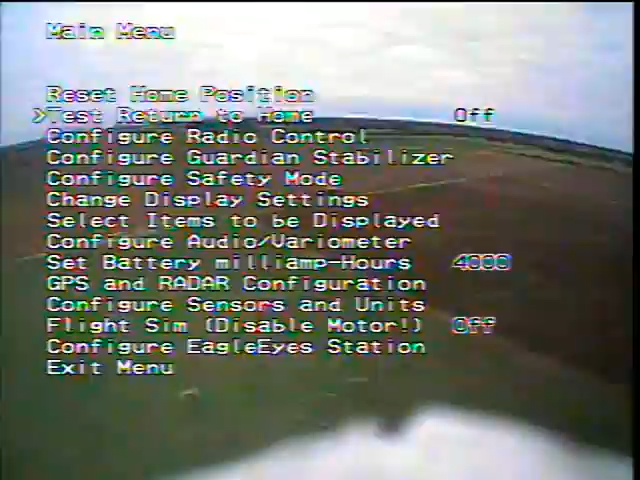 Main Menu
Reset Home Position
>Test Return to Home Off
Configure Radio Control
Configure Guardian Stabilizer
Configure Safety Mode
Change Display Settings
Select Items to be Displayed
Configure Audio/Variometer
Set Battery milliamp-Hours 4000
GPS and RADAR Configuration
Configure Sensors and Units
Flight Sim (Disable Motor!) Off
Configure EagleEyes Station
Exit Menu